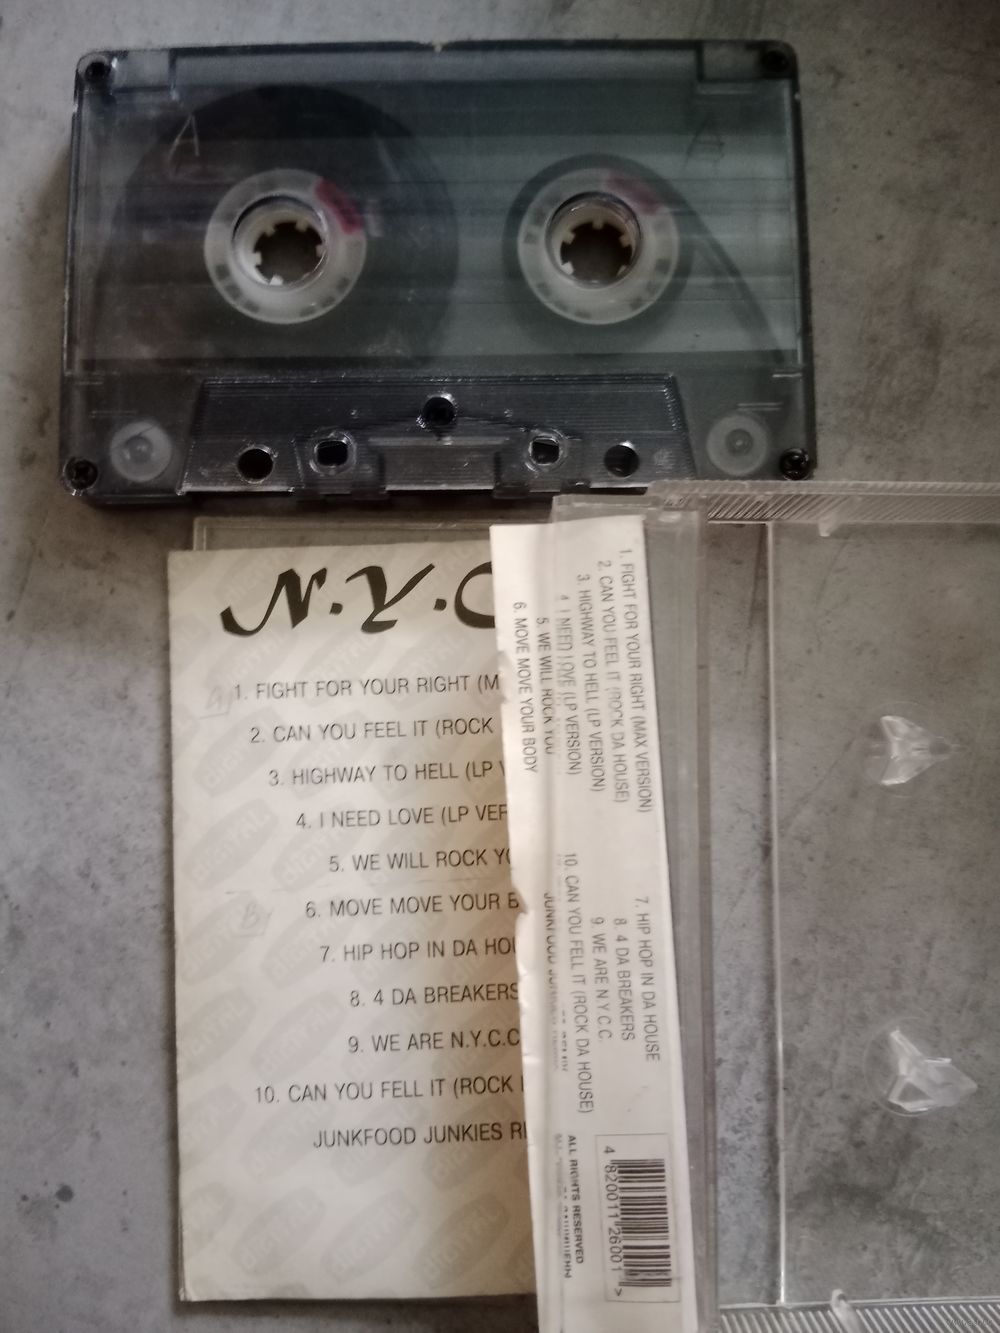 A
B
N.Y.C
1. FIGHT FOR YOUR RIGHT (M
2. CAN YOU FEEL IT (ROCK
3. HIGHWAY TO HELL (LP V
4. I NEED LOVE (LP VER
5. WE WILL ROCK YO
6. MOVE MOVE YOUR B
7. HIP HOP IN DA HOU
8. 4 DA BREAKERS
9. WE ARE N.Y.C.C
10. CAN YOU FELL IT (ROCK
JUNKFOOD JUNKIES R
1. FIGHT FOR YOUR RIGHT (MAX VERSION)
2. CAN YOU FEEL IT (ROCK DA HOUSE)
3. HIGHWAY TO HELL (LP VERSION)
4 I NEED LOVE (LP VERSION)
5. WE WILL ROCK YOU
6. MOVE MOVE YOUR BODY
7. HIP HOP IN DA HOUSE
8. 4 DA BREAKERS
9. WE ARE N.Y.C.C.
10. CAN YOU FELL IT (ROCK DA HOUSE)
JUNKFOOD
ALL RIGHTS RESERVED
4 820011 26001 >